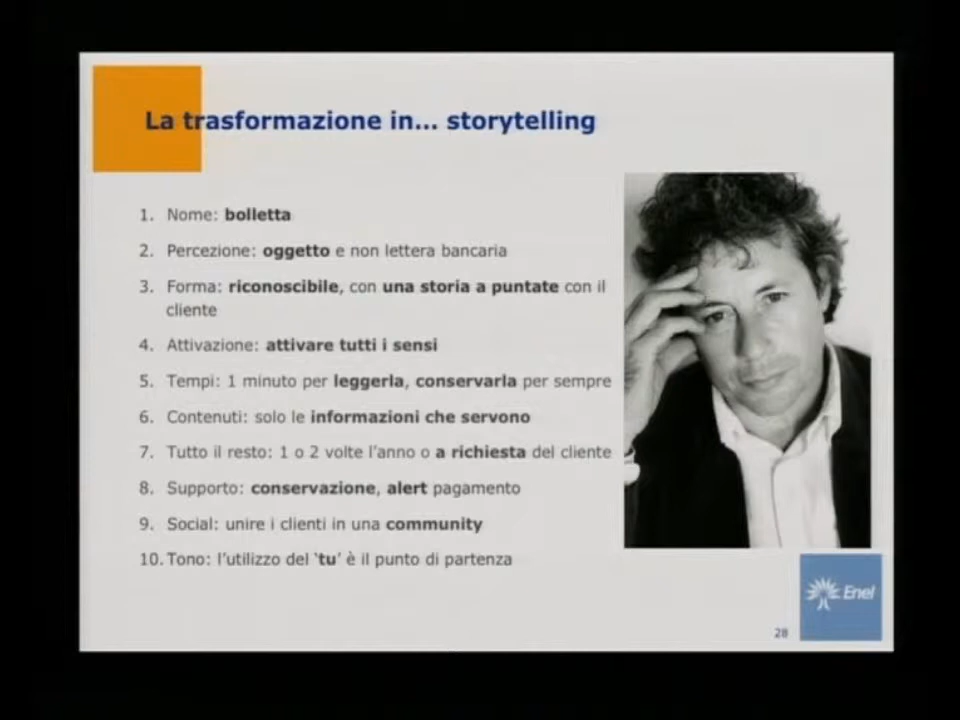 La trasformazione in... storytelling
1. Nome: bolletta
2. Percezione: oggetto e non lettera bancaria
3. Forma: riconoscibile, con una storia a puntate con il
cliente
4. Attivazione: attivare tutti i sensi
5. Tempi: 1 minuto per leggerla, conservarla per sempre
6. Contenuti: solo le informazioni che servono
7. Tutto il resto: 1 o 2 volte l'anno o a richiesta del cliente
8. Supporto: conservazione, alert pagamento
9. Social: unire i clienti in una community
10. Tono: l'utilizzo del 'tu' è il punto di partenza
Enel
28